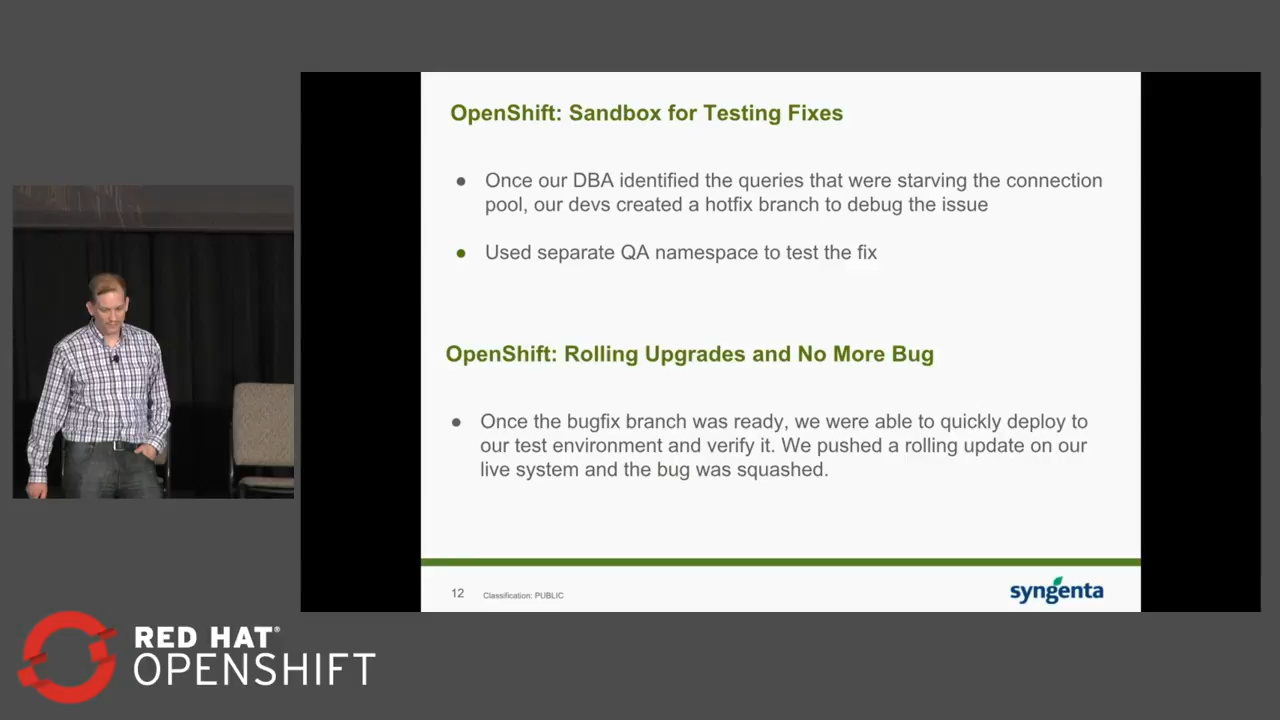 OpenShift: Sandbox for Testing Fixes
● Once our DBA identified the queries that were starving the connection
pool, our devs created a hotfix branch to debug the issue
● Used separate QA namespace to test the fix
OpenShift: Rolling Upgrades and No More Bug
● Once the bugfix branch was ready, we were able to quickly deploy to
our test environment and verify it. We pushed a rolling update on our
live system and the bug was squashed.
12 Classification: PUBLIC
syngenta
RED HAT®
OPENSHIFT